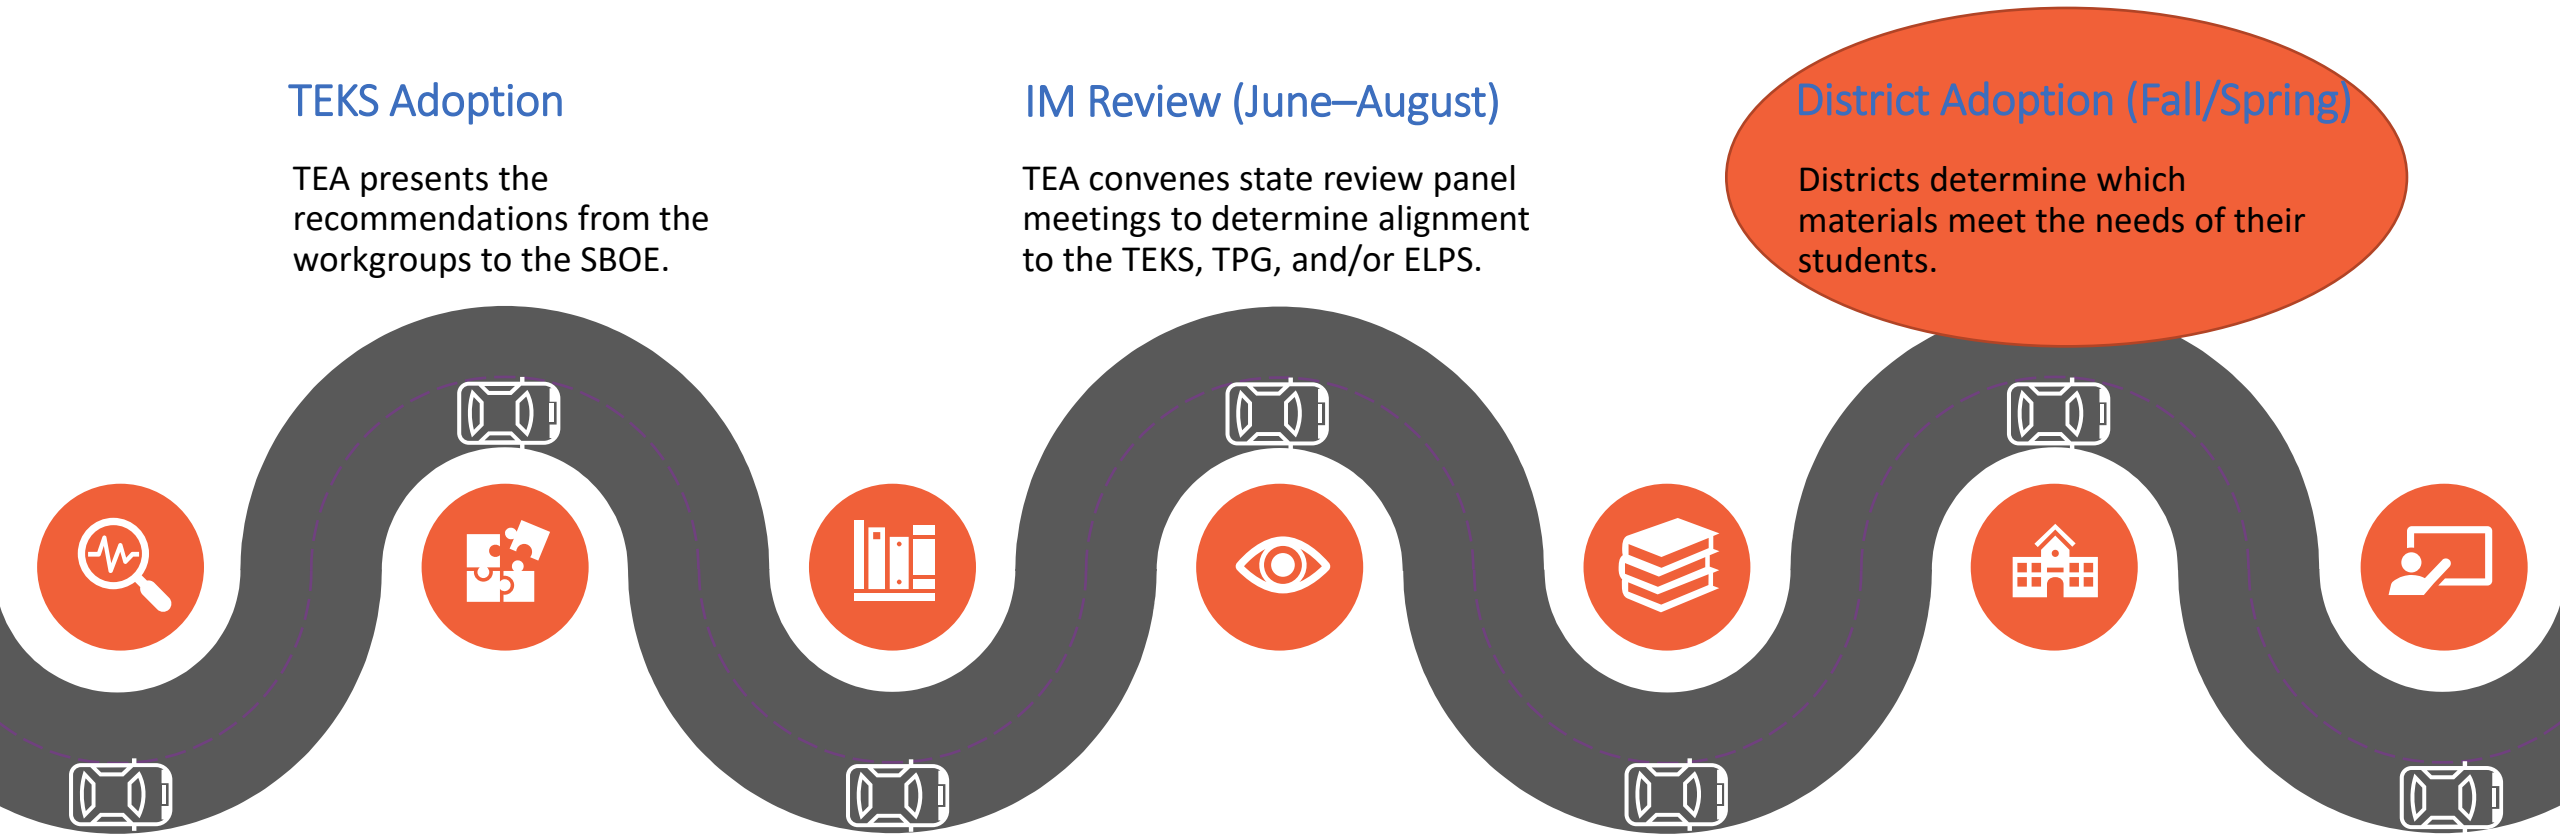 TEKS Adoption
TEA presents the
recommendations from the
workgroups to the SBOE.
IM Review (June–August)
TEA convenes state review panel
meetings to determine alignment
to the TEKS, TPG, and/or ELPS.
District Adoption (Fall/Spring)
Districts determine which
materials meet the needs of their
students.